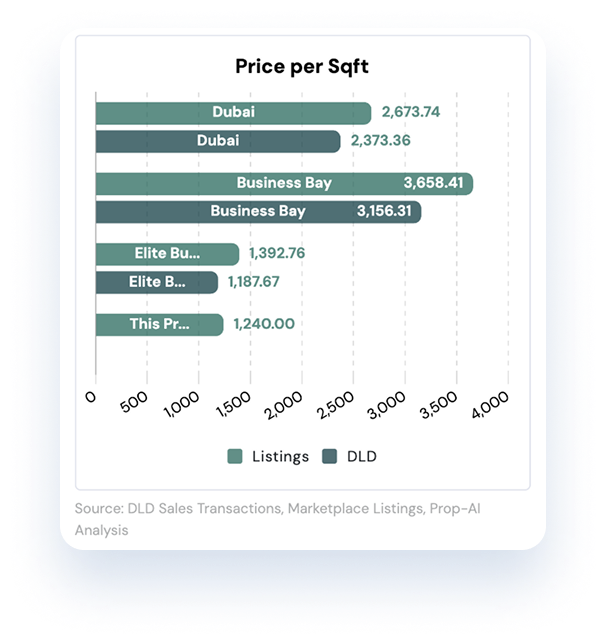 Price per Sqft
Dubai 2,673.74
Dubai 2,373.36
Business Bay 3,658.41
Business Bay 3,156.31
Elite Bu... 1,392.76
Elite B... 1,187.67
This Pr... 1,240.00
0 500 1,000 1,500 2,000 2,500 3,000 3,500 4,000
Listings DLD
Source: DLD Sales Transactions, Marketplace Listings, Prop-AI
Analysis